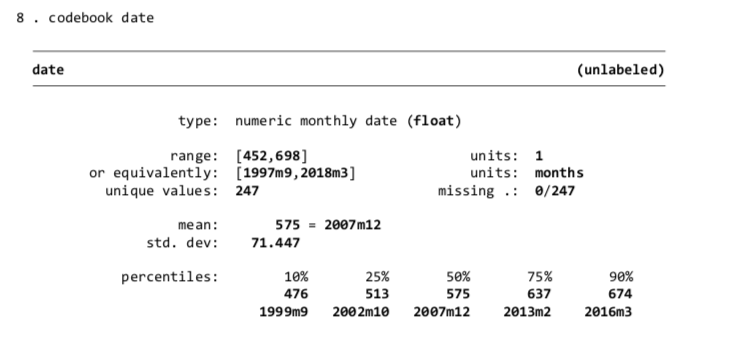 8 . codebook date
date (unlabeled)
type: numeric monthly date (float)
range: [452,698] units: 1
or equivalently: [1997m9,2018m3] units: months
unique values: 247 missing .: 0/247
mean: 575 = 2007m12
std. dev: 71.447
percentiles: 10% 25% 50% 75% 90%
476 513 575 637 674
1999m9 2002m10 2007m12 2013m2 2016m3